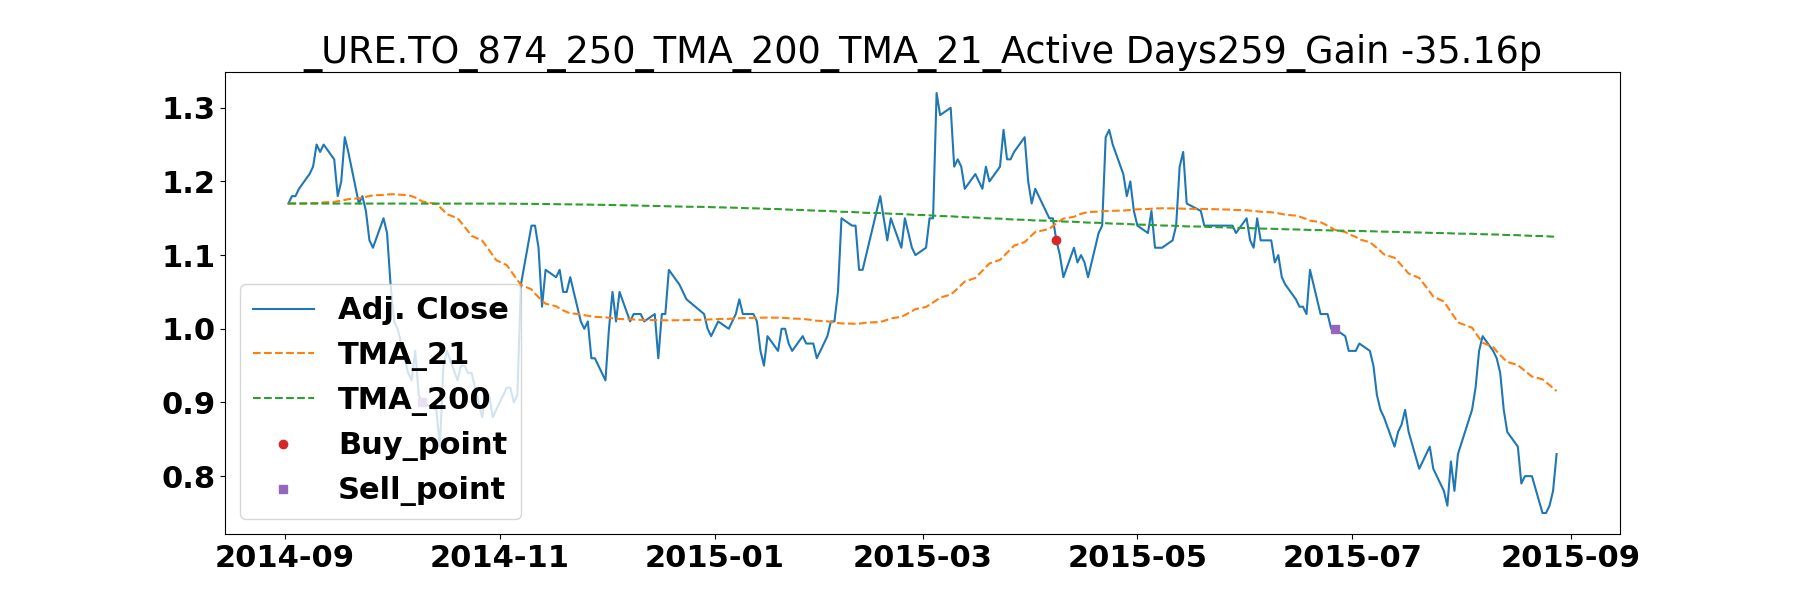 _URE.TO_874_250_TMA_200_TMA_21_Active Days259_Gain -35.16p
1.3
1.2
1.1
1.0
0.9
0.8
Adj. Close
TMA_21
TMA_200
Buy_point
Sell_point
2014-09 2014-11 2015-01 2015-03 2015-05 2015-07 2015-09